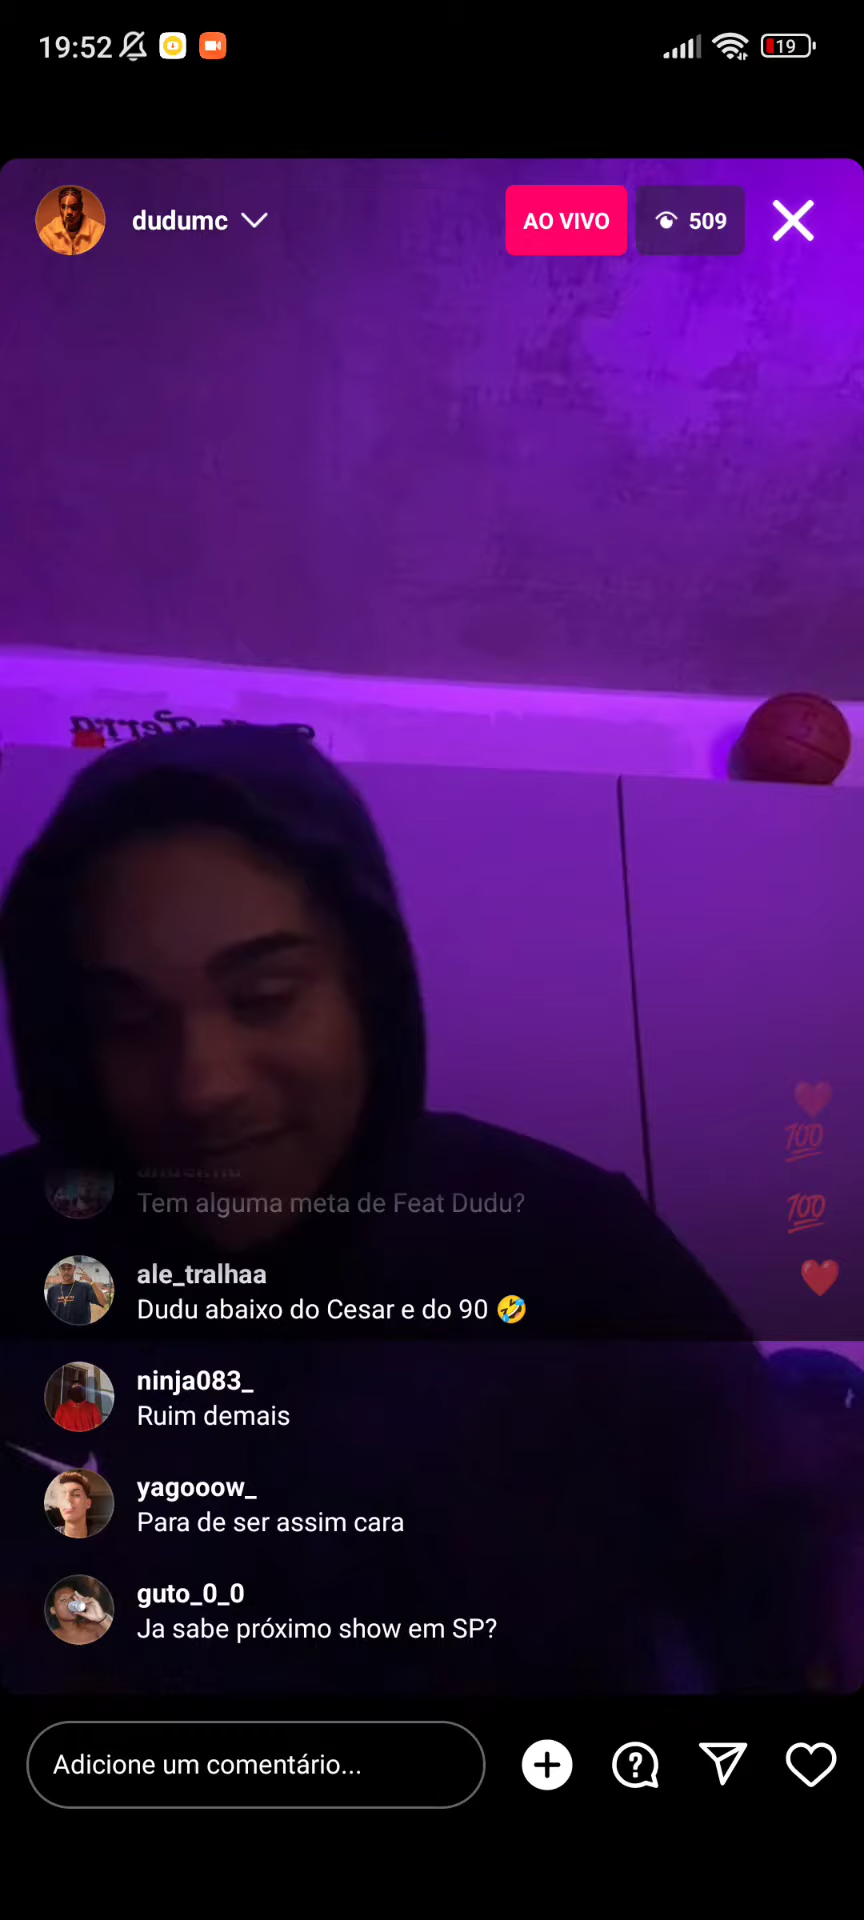 19:52
19
dudumc
AO VIVO
509
Tem alguma meta de Feat Dudu?
ale_tralhaa
Dudu abaixo do Cesar e do 90 🤣
ninja083_
Ruim demais
yagooow_
Para de ser assim cara
guto_0_0
Ja sabe próximo show em SP?
Adicione um comentário...